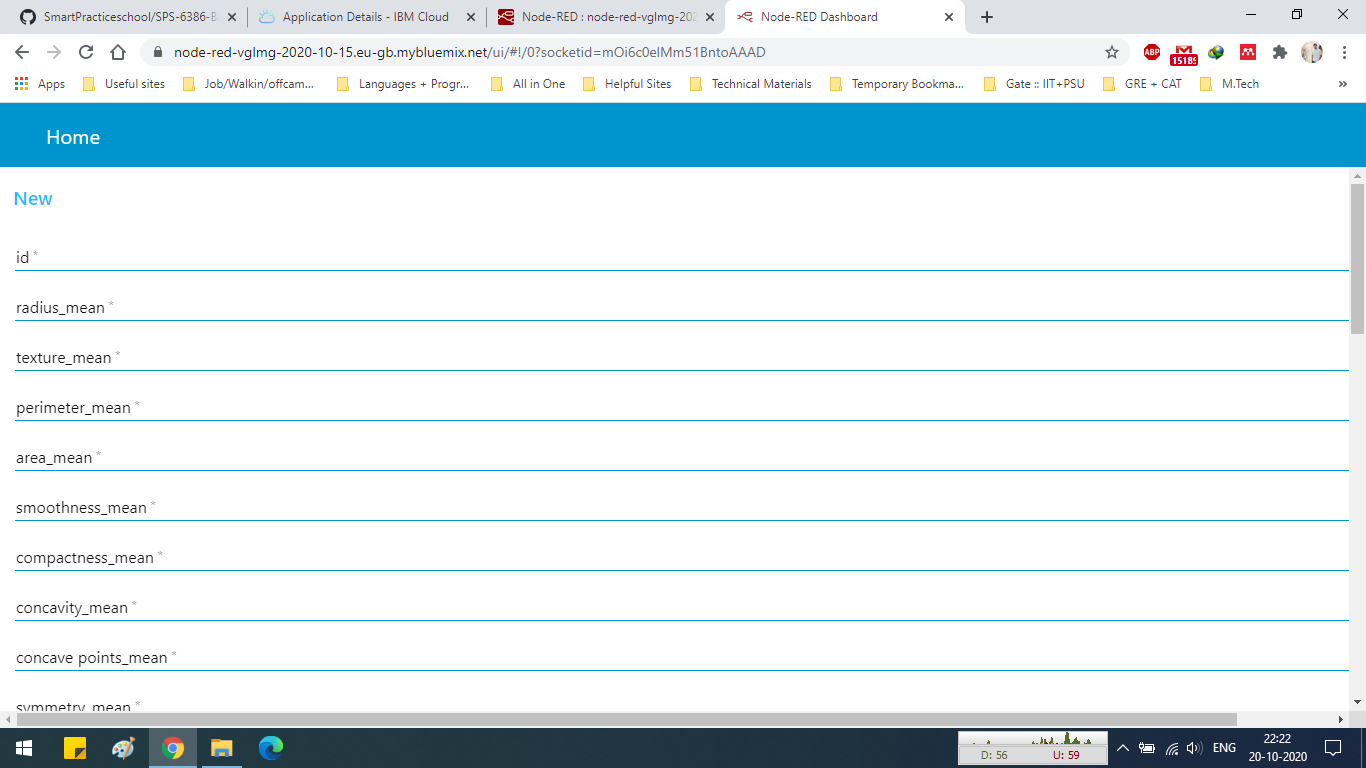 SmartPracticeschool/SPS-6386-B
Application Details - IBM Cloud
Node-RED : node-red-vglmg-202
Node-RED Dashboard
node-red-vglmg-2020-10-15.eu-gb.mybluemix.net/ui/#!/0?socketid=mOi6c0elMm51BntoAAAD
ABP
15185
Apps
Useful sites
Job/Walkin/offcam...
Languages + Progr...
All in One
Helpful Sites
Technical Materials
Temporary Bookma...
Gate :: IIT+PSU
GRE + CAT
M.Tech
»
Home
New
id *
radius_mean *
texture_mean *
perimeter_mean *
area_mean *
smoothness_mean *
compactness_mean *
concavity_mean *
concave points_mean *
symmetry_mean *
D: 56 U: 59
ENG
22:22
20-10-2020